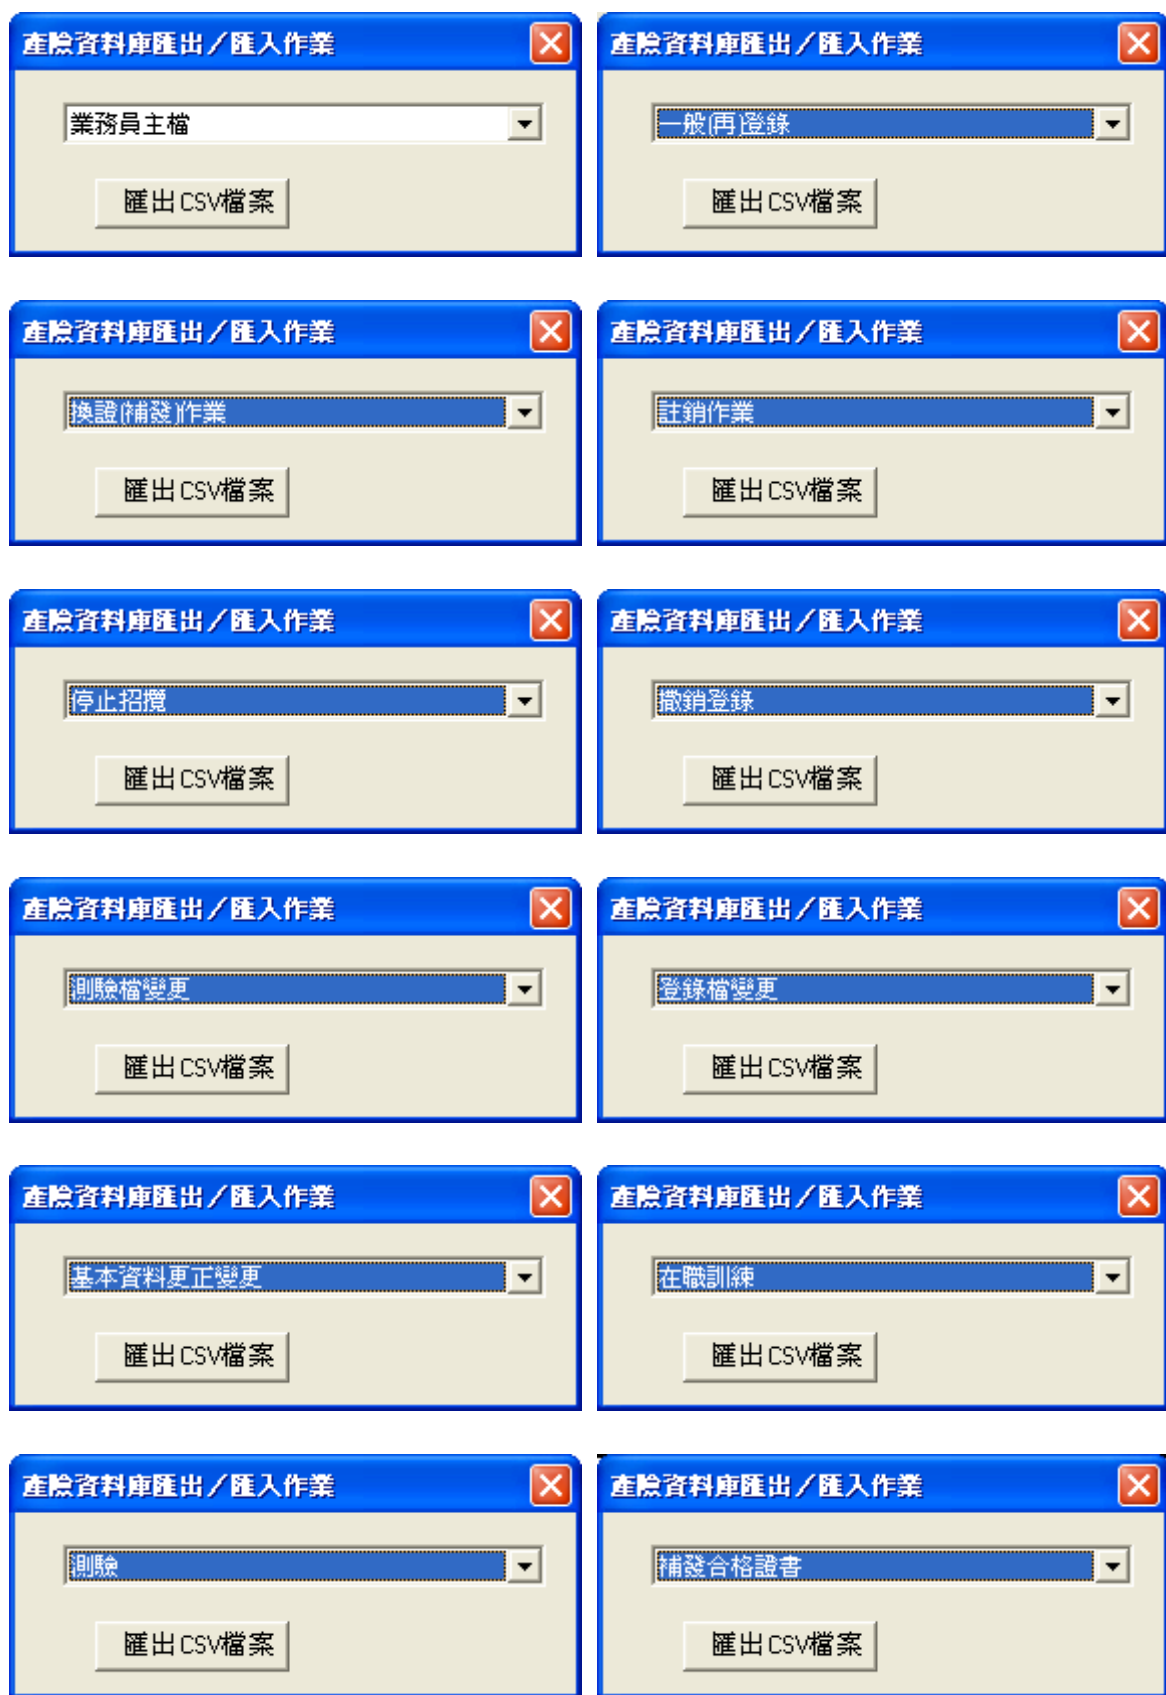 產險資料庫匯出／匯入作業
業務員主檔
匯出CSV檔案
產險資料庫匯出／匯入作業
一般(再)登錄
匯出CSV檔案
產險資料庫匯出／匯入作業
換證(補發)作業
匯出CSV檔案
產險資料庫匯出／匯入作業
註銷作業
匯出CSV檔案
產險資料庫匯出／匯入作業
停止招攬
匯出CSV檔案
產險資料庫匯出／匯入作業
撤銷登錄
匯出CSV檔案
產險資料庫匯出／匯入作業
測驗檔變更
匯出CSV檔案
產險資料庫匯出／匯入作業
登錄檔變更
匯出CSV檔案
產險資料庫匯出／匯入作業
基本資料更正變更
匯出CSV檔案
產險資料庫匯出／匯入作業
在職訓練
匯出CSV檔案
產險資料庫匯出／匯入作業
測驗
匯出CSV檔案
產險資料庫匯出／匯入作業
補發合格證書
匯出CSV檔案